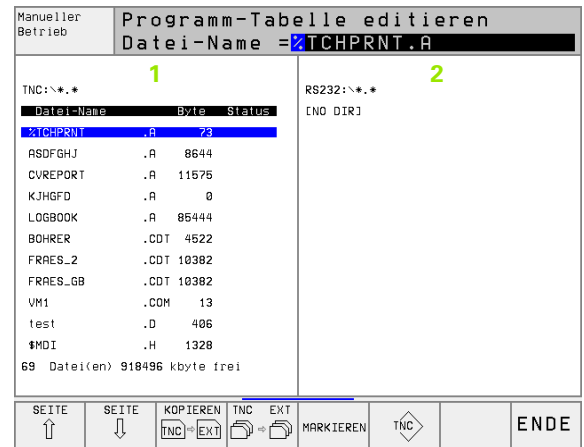 Manueller
Betrieb
Programm-Tabelle editieren
Datei-Name =%TCHPRNT.A
1
TNC:\*.*
Datei-Name Byte Status
%TCHPRNT .A 73
ASDFGHJ .A 8644
CVREPORT .A 11575
KJHGFD .A 0
LOGBOOK .A 85444
BOHRER .CDT 4522
FRAES_2 .CDT 10382
FRAES_GB .CDT 10382
VM1 .COM 13
test .D 406
$MDI .H 1328
69 Datei(en) 918496 kbyte frei
2
RS232:\*.*
[NO DIR]
SEITE
SEITE
KOPIEREN
TNC EXT
TNC EXT
MARKIEREN
TNC
ENDE